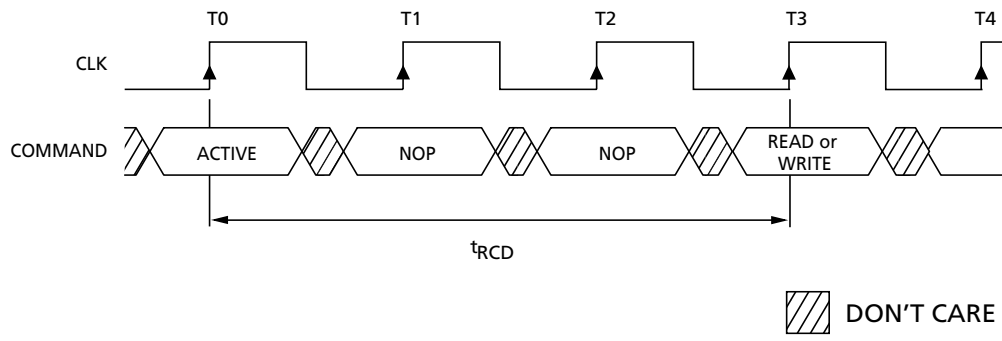 T0 T1 T2 T3 T4
CLK
COMMAND ACTIVE NOP NOP READ or WRITE
tRCD
DON'T CARE